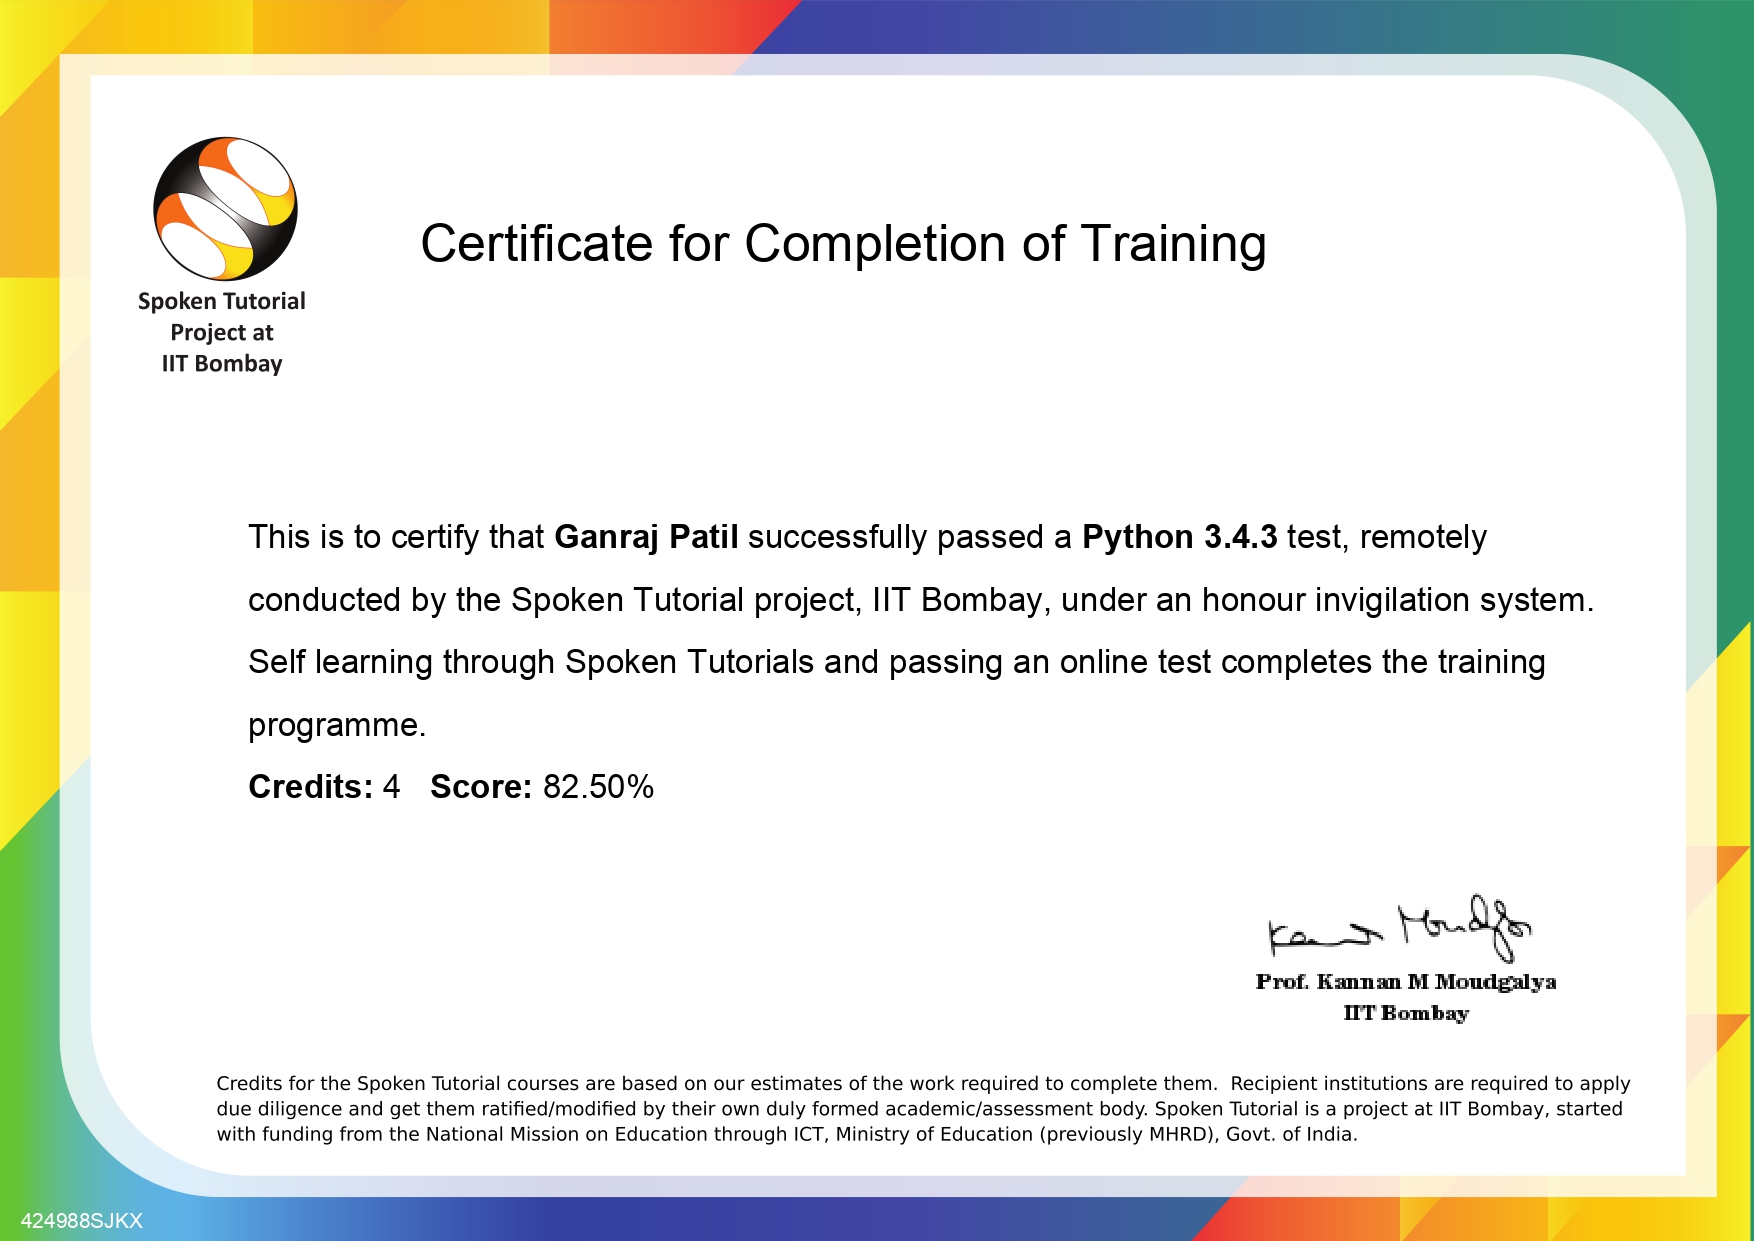 Spoken Tutorial
Project at
IIT Bombay
Certificate for Completion of Training
This is to certify that Ganraj Patil successfully passed a Python 3.4.3 test, remotely
conducted by the Spoken Tutorial project, IIT Bombay, under an honour invigilation system.
Self learning through Spoken Tutorials and passing an online test completes the training
programme.
Credits: 4 Score: 82.50%
Kannan Moudgalya
Prof. Kannan M Moudgalya
IIT Bombay
Credits for the Spoken Tutorial courses are based on our estimates of the work required to complete them. Recipient institutions are required to apply
due diligence and get them ratified/modified by their own duly formed academic/assessment body. Spoken Tutorial is a project at IIT Bombay, started
with funding from the National Mission on Education through ICT, Ministry of Education (previously MHRD), Govt. of India.
424988SJKX